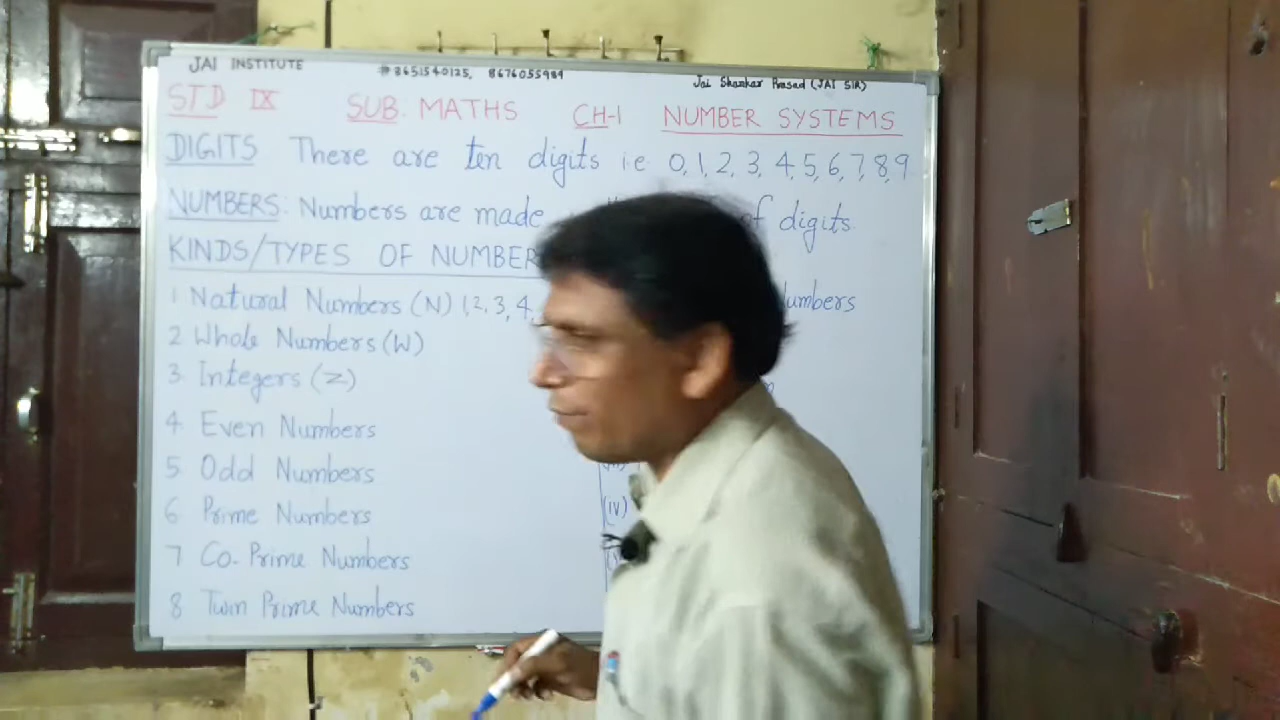 JAI INSTITUTE # 8651540125, 8676055989 Jai Shankar Prasad (JAI SIR)
STD IX SUB. MATHS CH-1 NUMBER SYSTEMS
DIGITS There are ten digits i.e. 0, 1, 2, 3, 4, 5, 6, 7, 8, 9
NUMBERS: Numbers are made of digits.
KINDS/TYPES OF NUMBER
1 Natural Numbers (N) 1, 2, 3, 4, umbers
2 Whole Numbers (W)
3. Integers (Z)
4. Even Numbers
5 Odd Numbers
6 Prime Numbers (IV)
7 Co-Prime Numbers
8 Twin Prime Numbers